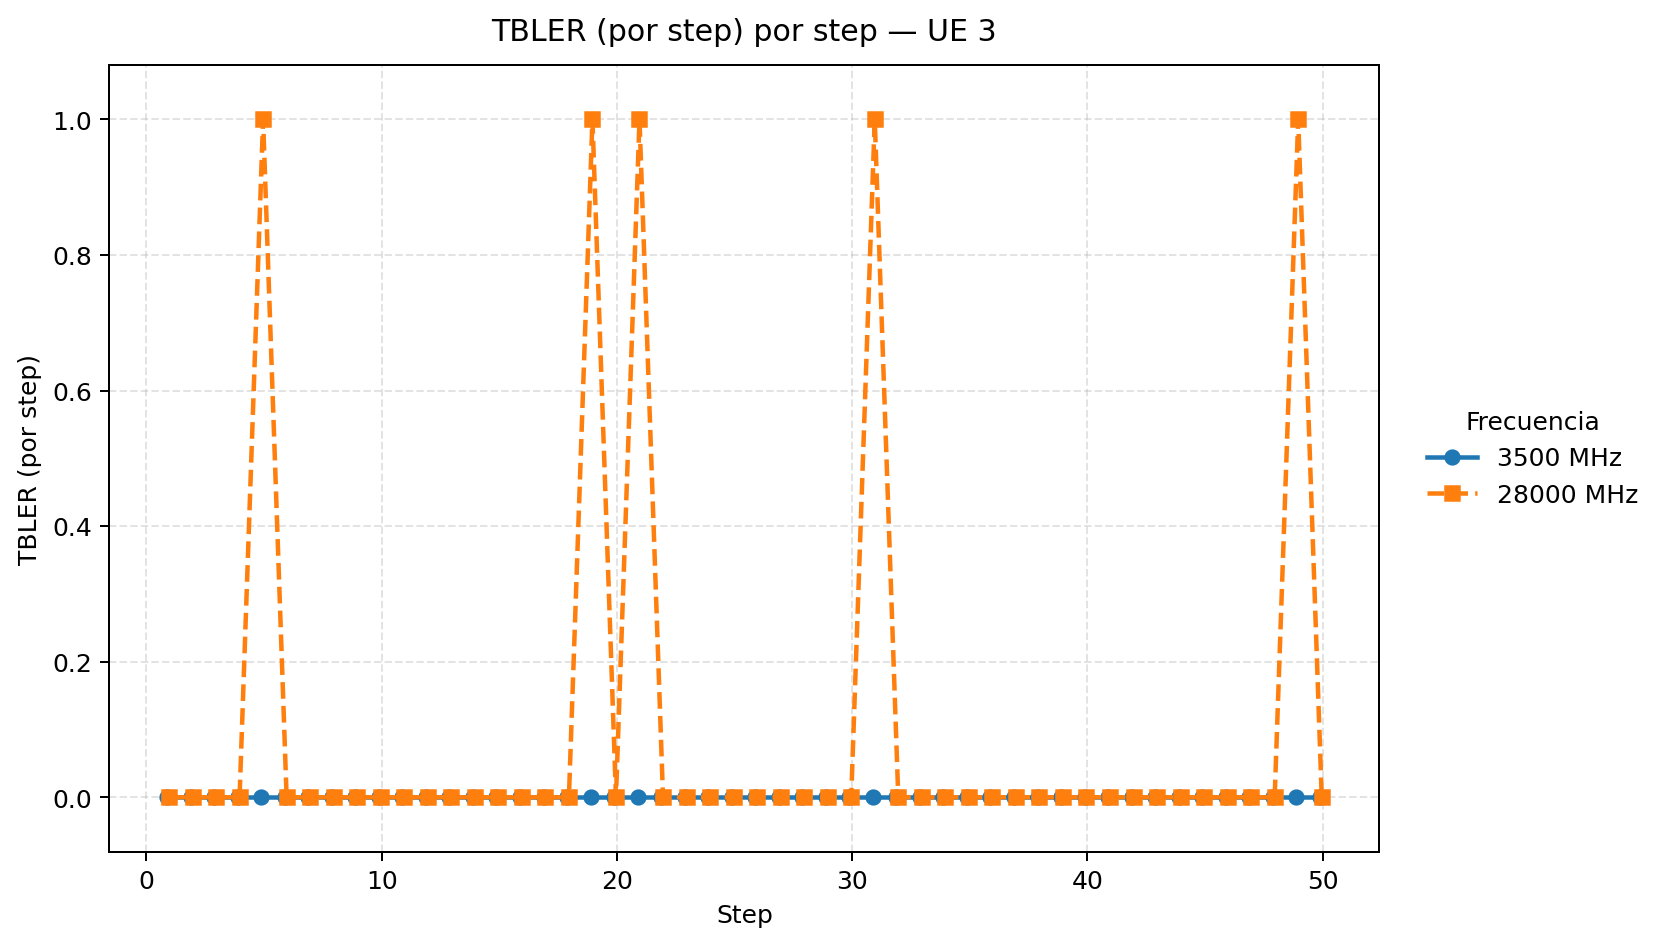 TBLER (por step) por step — UE 3
TBLER (por step)
1.0
0.8
0.6
0.4
0.2
0.0
0
10
20
30
40
50
Step
Frecuencia
3500 MHz
28000 MHz